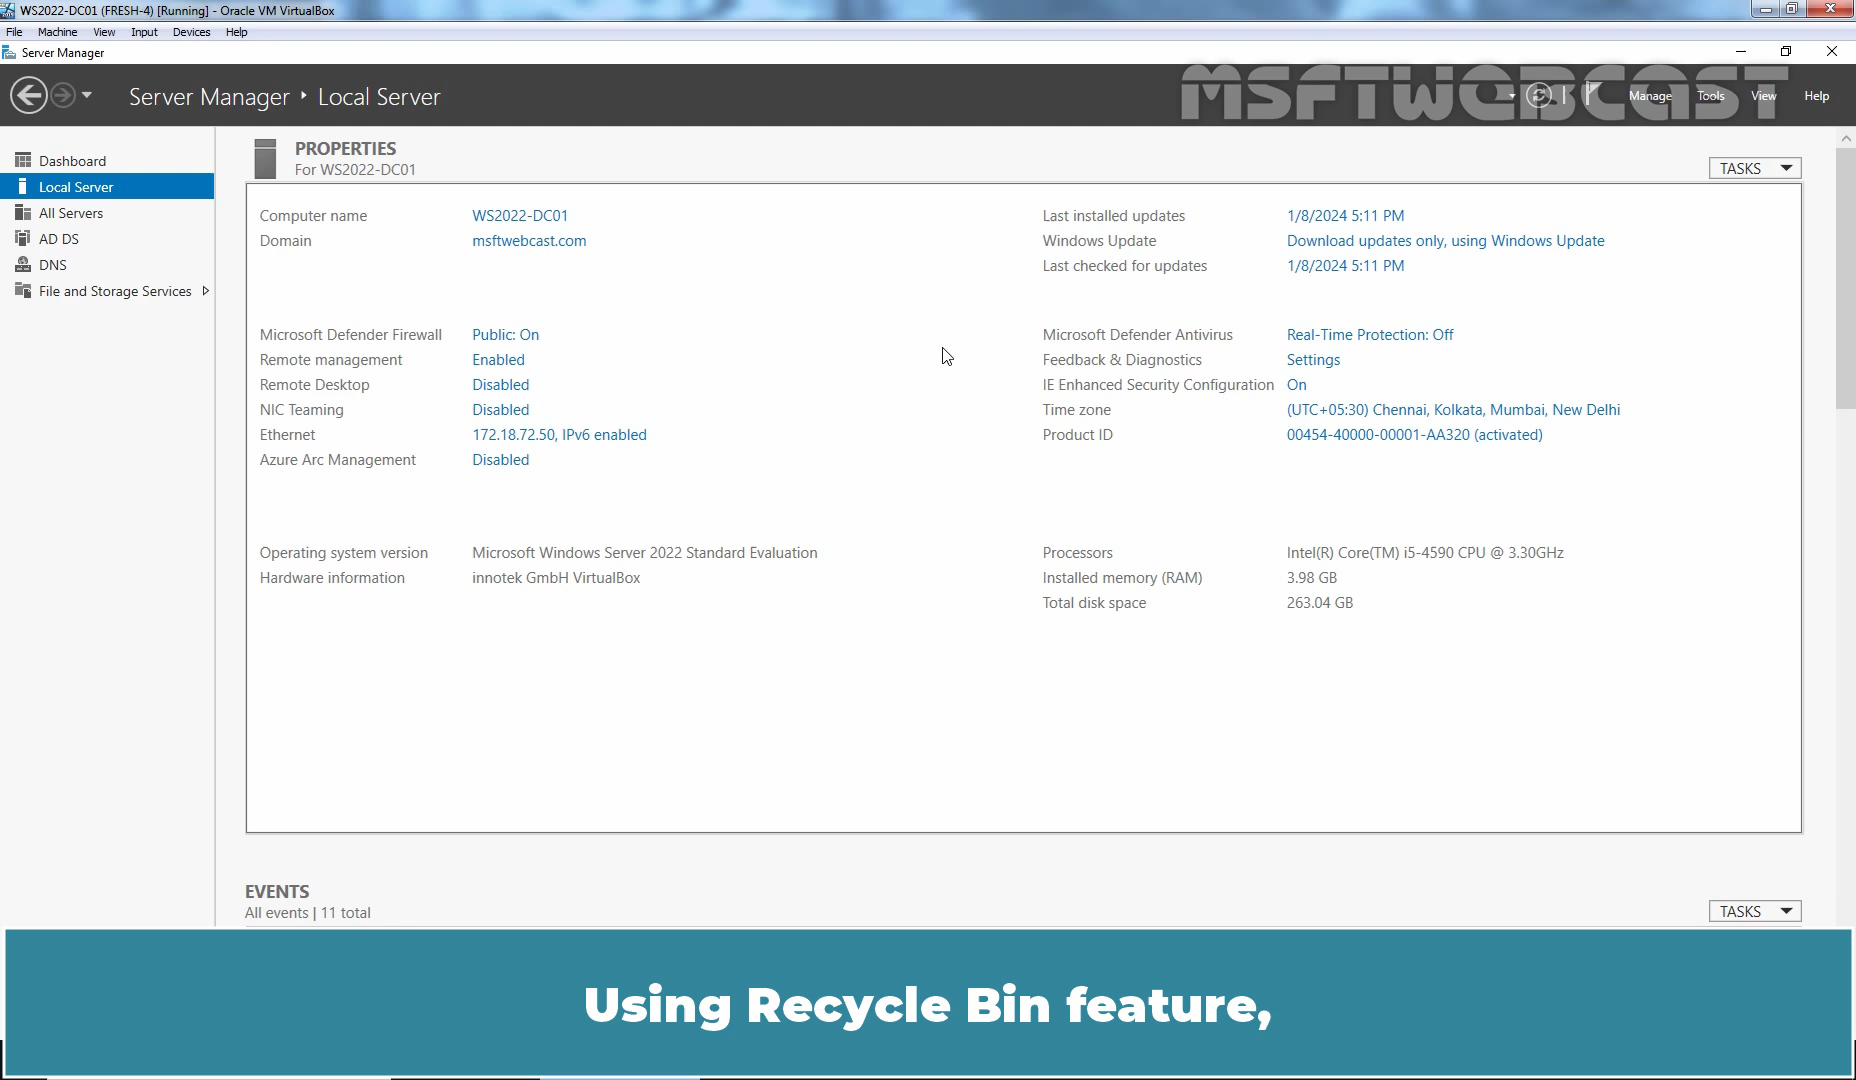 WS2022-DC01 (FRESH-4) [Running] - Oracle VM VirtualBox
File Machine View Input Devices Help
Server Manager
Server Manager Local Server
MSFTWEBCAST
Manage Tools View Help
Dashboard
Local Server
All Servers
AD DS
DNS
File and Storage Services
PROPERTIES
For WS2022-DC01
TASKS
Computer name WS2022-DC01
Domain msftwebcast.com
Last installed updates 1/8/2024 5:11 PM
Windows Update Download updates only, using Windows Update
Last checked for updates 1/8/2024 5:11 PM
Microsoft Defender Firewall Public: On
Remote management Enabled
Remote Desktop Disabled
NIC Teaming Disabled
Ethernet 172.18.72.50, IPv6 enabled
Azure Arc Management Disabled
Microsoft Defender Antivirus Real-Time Protection: Off
Feedback & Diagnostics Settings
IE Enhanced Security Configuration On
Time zone (UTC+05:30) Chennai, Kolkata, Mumbai, New Delhi
Product ID 00454-40000-00001-AA320 (activated)
Operating system version Microsoft Windows Server 2022 Standard Evaluation
Hardware information innotek GmbH VirtualBox
Processors Intel(R) Core(TM) i5-4590 CPU @ 3.30GHz
Installed memory (RAM) 3.98 GB
Total disk space 263.04 GB
EVENTS
All events | 11 total
TASKS
Using Recycle Bin feature,